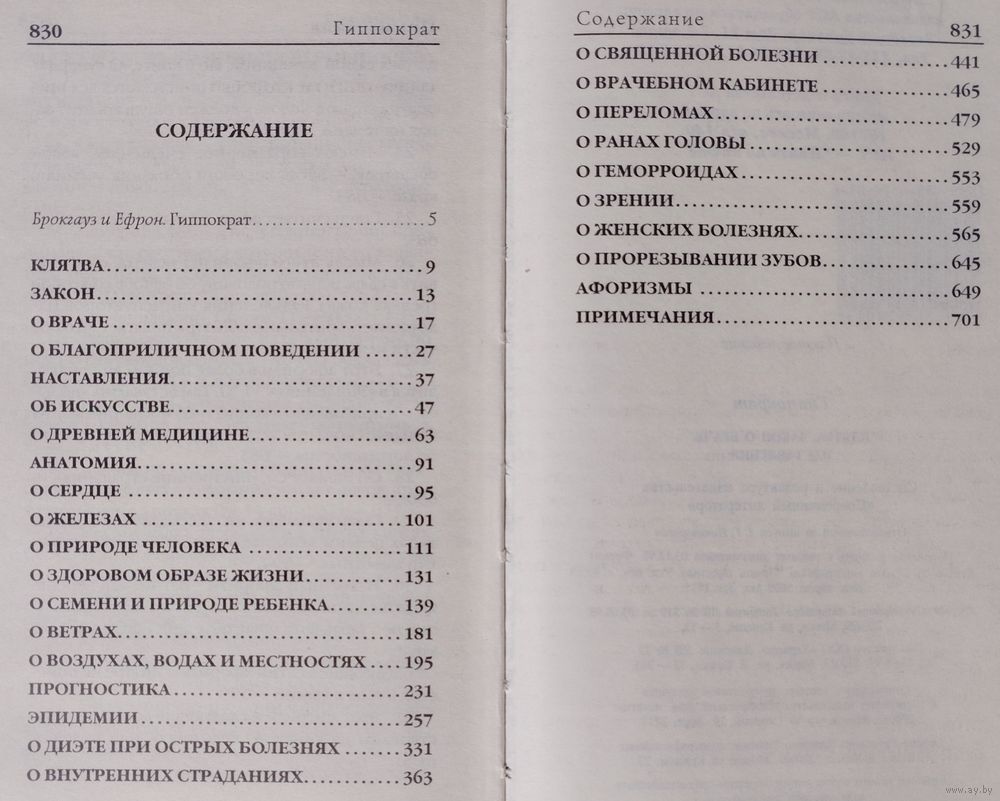 830 Гиппократ
СОДЕРЖАНИЕ
Брокгауз и Ефрон. Гиппократ 5
КЛЯТВА 9
ЗАКОН 13
О ВРАЧЕ 17
О БЛАГОПРИЛИЧНОМ ПОВЕДЕНИИ 27
НАСТАВЛЕНИЯ 37
ОБ ИСКУССТВЕ 47
О ДРЕВНЕЙ МЕДИЦИНЕ 63
АНАТОМИЯ 91
О СЕРДЦЕ 95
О ЖЕЛЕЗАХ 101
О ПРИРОДЕ ЧЕЛОВЕКА 111
О ЗДОРОВОМ ОБРАЗЕ ЖИЗНИ 131
О СЕМЕНИ И ПРИРОДЕ РЕБЕНКА 139
О ВЕТРАХ 181
О ВОЗДУХАХ, ВОДАХ И МЕСТНОСТЯХ 195
ПРОГНОСТИКА 231
ЭПИДЕМИИ 257
О ДИЭТЕ ПРИ ОСТРЫХ БОЛЕЗНЯХ 331
О ВНУТРЕННИХ СТРАДАНИЯХ 363
Содержание 831
О СВЯЩЕННОЙ БОЛЕЗНИ 441
О ВРАЧЕБНОМ КАБИНЕТЕ 465
О ПЕРЕЛОМАХ 479
О РАНАХ ГОЛОВЫ 529
О ГЕМОРРОИДАХ 553
О ЗРЕНИИ 559
О ЖЕНСКИХ БОЛЕЗНЯХ 565
О ПРОРЕЗЫВАНИИ ЗУБОВ 645
АФОРИЗМЫ 649
ПРИМЕЧАНИЯ 701
www.ay.by